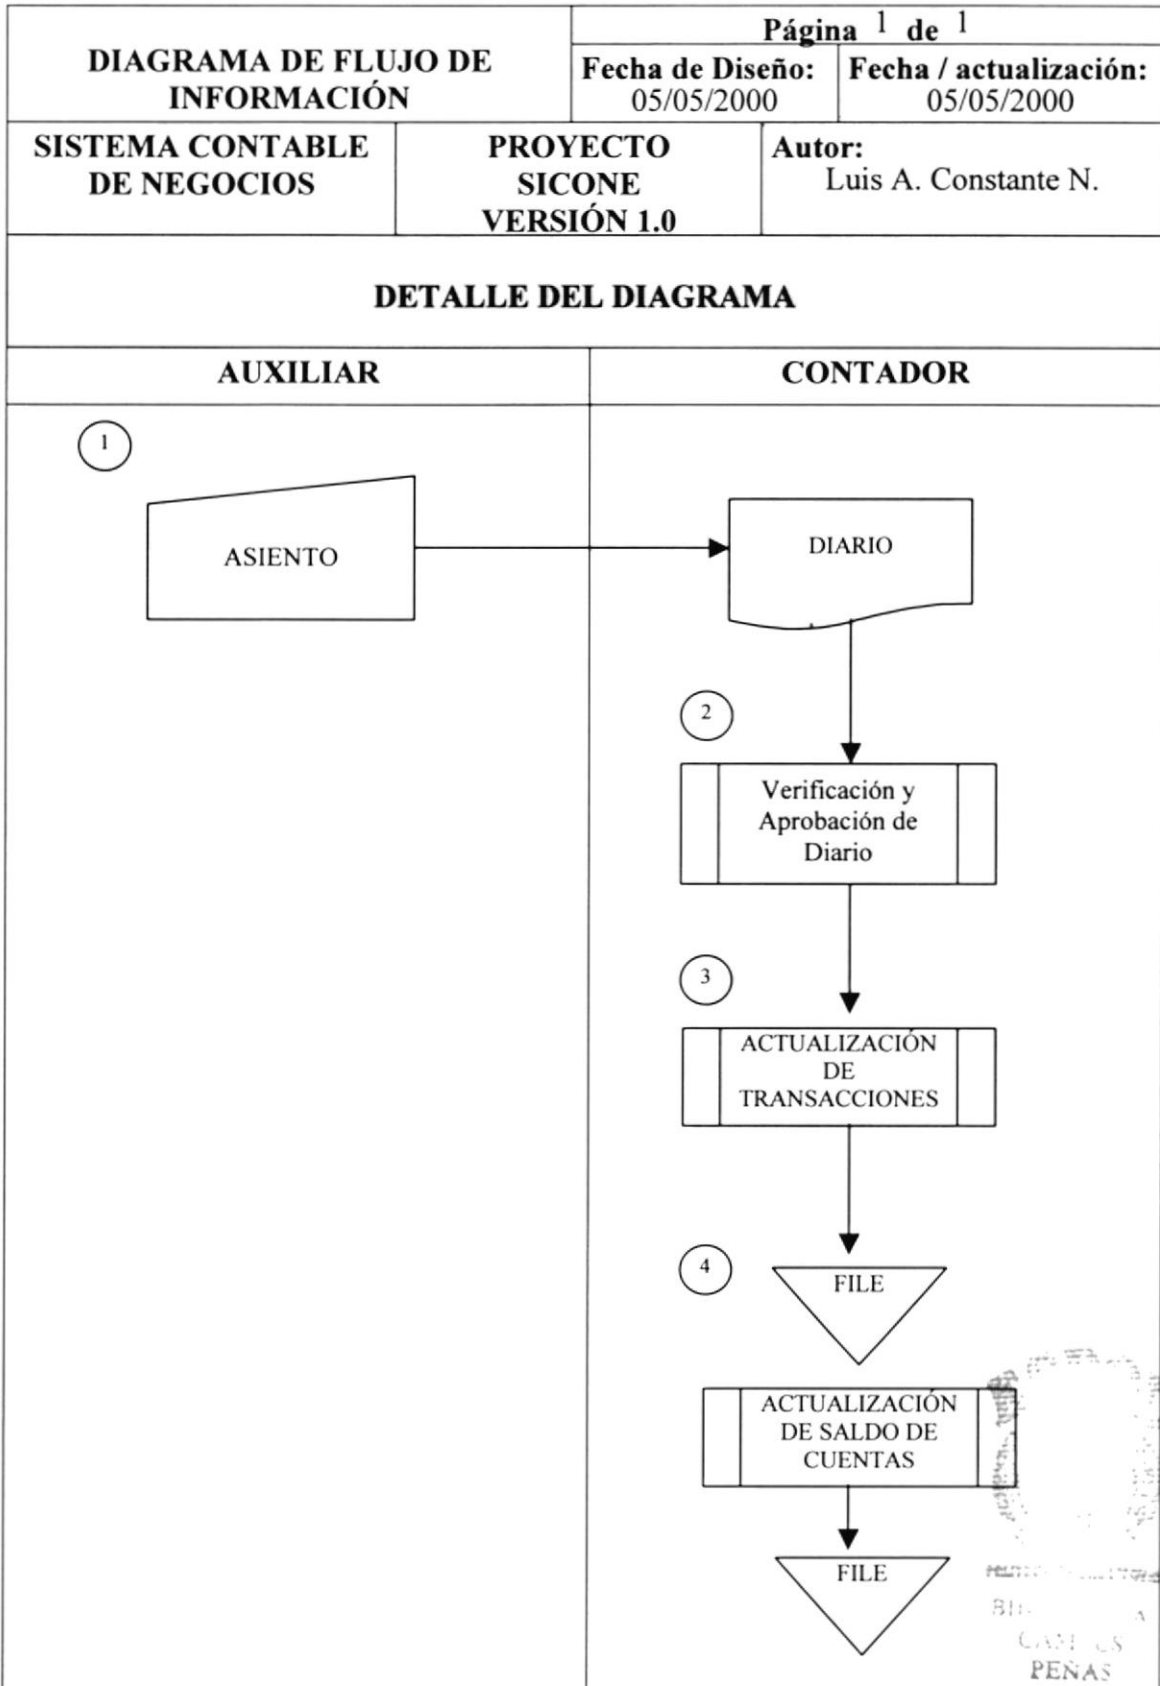 DIAGRAMA DE FLUJO DE
INFORMACIÓN
Página 1 de 1
Fecha de Diseño:
05/05/2000
Fecha / actualización:
05/05/2000
SISTEMA CONTABLE
DE NEGOCIOS
PROYECTO
SICONE
VERSIÓN 1.0
Autor:
Luis A. Constante N.
DETALLE DEL DIAGRAMA
AUXILIAR
CONTADOR
1
ASIENTO
DIARIO
2
Verificación y
Aprobación de
Diario
3
ACTUALIZACIÓN
DE
TRANSACCIONES
4
FILE
ACTUALIZACIÓN
DE SALDO DE
CUENTAS
FILE
PEÑAS